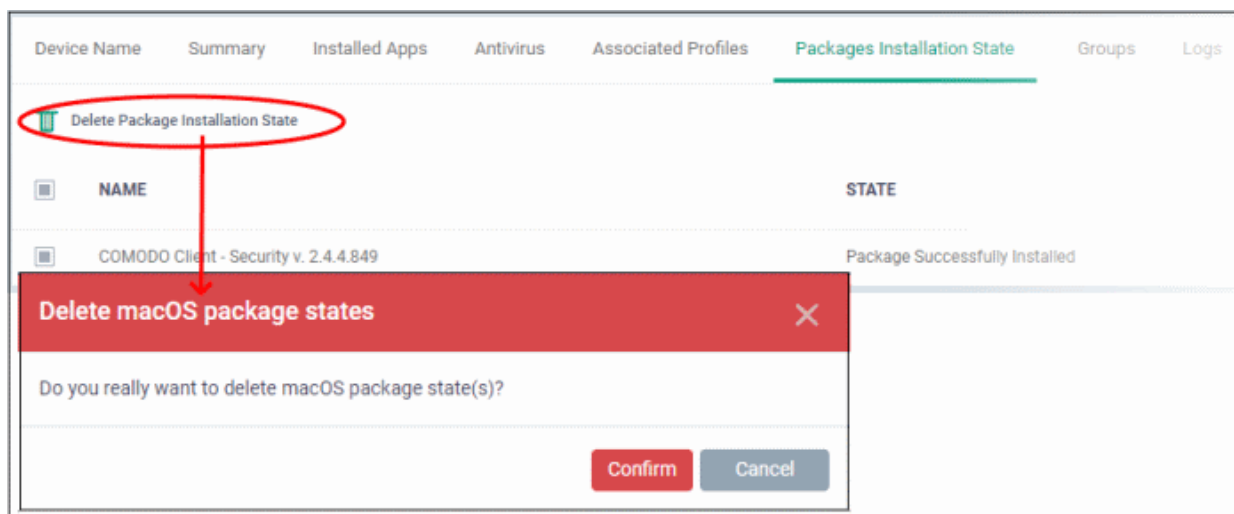 Device Name Summary Installed Apps Antivirus Associated Profiles Packages Installation State Groups Logs
Delete Package Installation State
NAME STATE
COMODO Client - Security v. 2.4.4.849 Package Successfully Installed
Delete macOS package states
Do you really want to delete macOS package state(s)?
Confirm Cancel